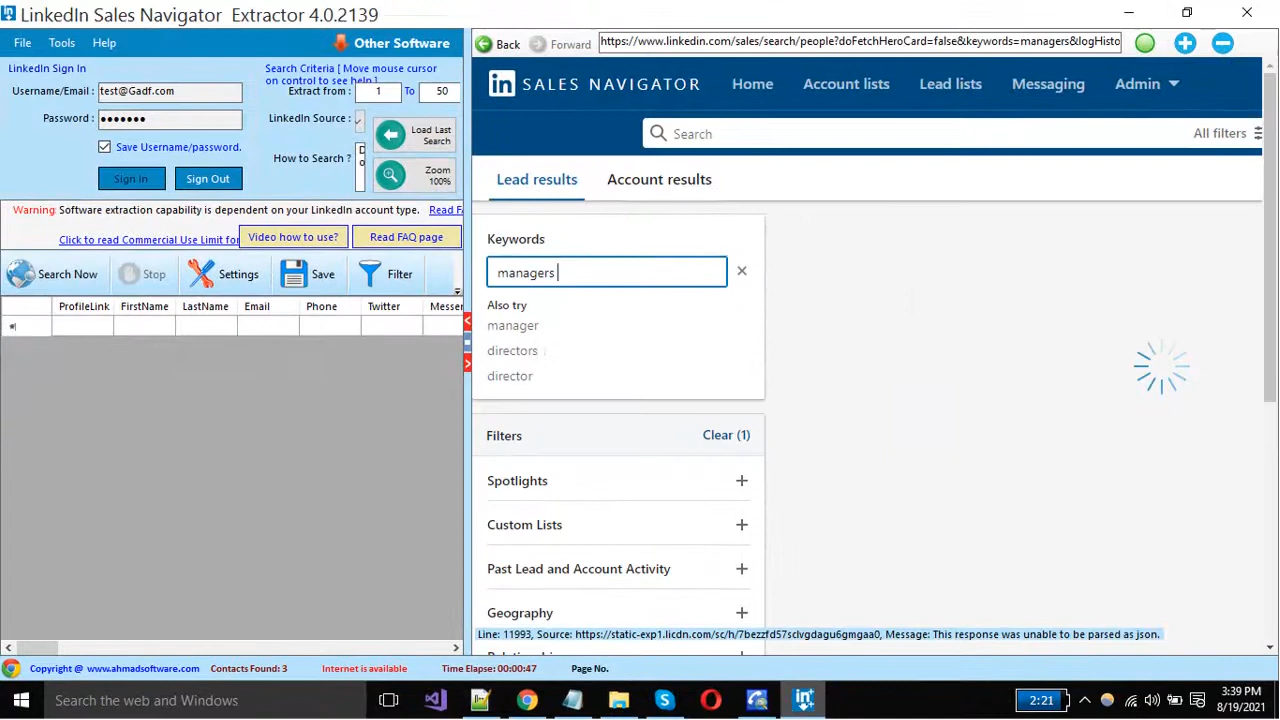 LinkedIn Sales Navigator Extractor 4.0.2139
File Tools Help Other Software
LinkedIn Sign In
Username/Email : test@Gadf.com
Password : •••••••
Save Username/password.
Sign In Sign Out
Search Criteria [ Move mouse cursor
on control to see help ]
Extract from : 1 To 50
LinkedIn Source :
How to Search ?
Load Last
Search
Zoom
100%
Warning: Software extraction capability is dependent on your LinkedIn account type. Read FA
Click to read Commercial Use Limit for Video how to use? Read FAQ page
Search Now Stop Settings Save Filter
ProfileLink FirstName LastName Email Phone Twitter Messer
Back Forward https://www.linkedin.com/sales/search/people?doFetchHeroCard=false&keywords=managers&logHisto
in SALES NAVIGATOR Home Account lists Lead lists Messaging Admin
Search All filters
Lead results Account results
Keywords
managers
Also try
manager
directors
director
Filters Clear (1)
Spotlights +
Custom Lists +
Past Lead and Account Activity +
Geography +
Line: 11993, Source: https://static-exp1.licdn.com/sc/h/7bezzfd57sclvgdagu6gmgaa0, Message: This response was unable to be parsed as json.
Copyright @ www.ahmadsoftware.com Contacts Found: 3 Internet is available Time Elapse: 00:00:47 Page No.
Search the web and Windows
2:21
3:39 PM
8/19/2021